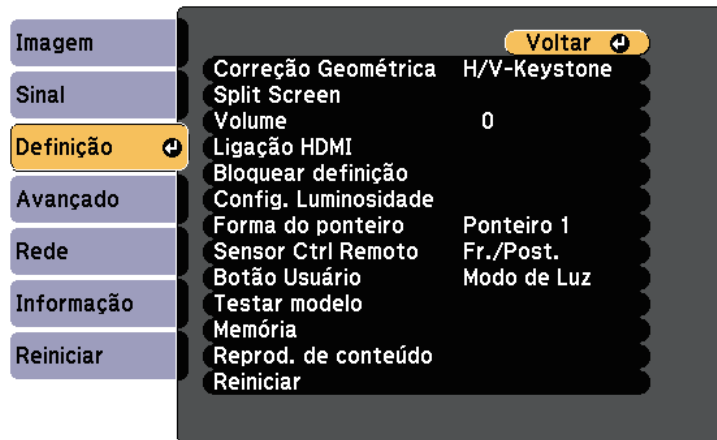 Imagem
Sinal
Definição
Avançado
Rede
Informação
Reiniciar
Voltar
Correção Geométrica H/V-Keystone
Split Screen
Volume 0
Ligação HDMI
Bloquear definição
Config. Luminosidade
Forma do ponteiro Ponteiro 1
Sensor Ctrl Remoto Fr./Post.
Botão Usuário Modo de Luz
Testar modelo
Memória
Reprod. de conteúdo
Reiniciar